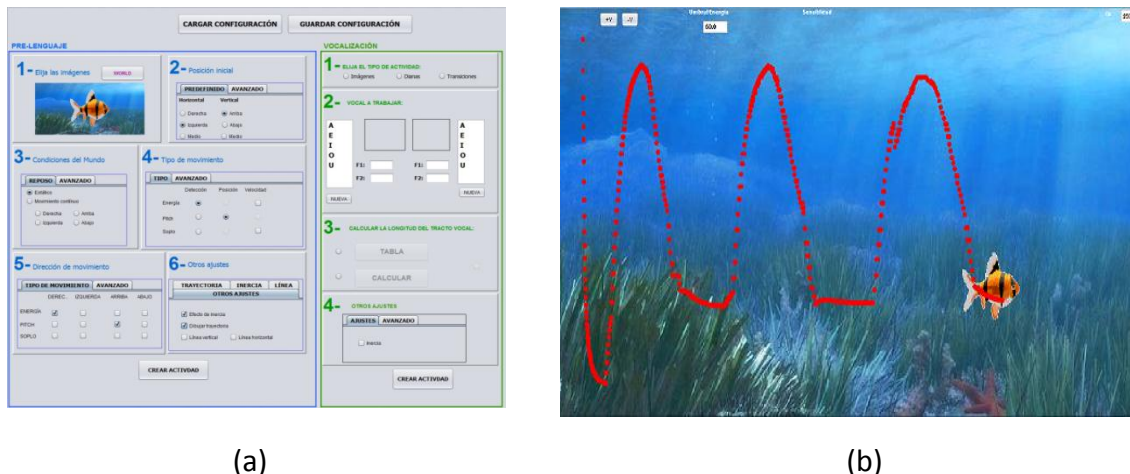 CARGAR CONFIGURACIÓN GUARDAR CONFIGURACIÓN
PRE-LENGUAJE
1- Elija las imágenes
2- Posición inicial
PREDEFINIDO AVANZADO
Horizontal Vertical
Derecha Arriba
Izquierda Abajo
Medio Medio
3- Condiciones del Mundo
REPOSO AVANZADO
Estático
Movimiento continuo
Derecha Arriba
Izquierda Abajo
4- Tipo de movimiento
TIPO AVANZADO
Detección Posición Velocidad
Energía
Pitch
Soplo
5- Dirección de movimiento
TIPO DE MOVIMIENTO AVANZADO
DEREC. IZQUIERDA ARRIBA ABAJO
ENERGÍA
PITCH
SOPLO
6- Otros ajustes
TRAYECTORIA INERCIA LÍNEA
OTROS AJUSTES
Efecto de inercia
Dibujar trayectoria
Línea vertical Línea horizontal
CREAR ACTIVIDAD
VOCALIZACIÓN
1- ELIJA EL TIPO DE ACTIVIDAD:
Imágenes Dianas Transiciones
2- VOCAL A TRABAJAR:
A A
E E
I I
O O
U U
F1: F1:
F2: F2:
NUEVA NUEVA
3- CALCULAR LA LONGITUD DEL TRACTO VOCAL:
TABLA
CALCULAR
4- OTROS AJUSTES
AJUSTES AVANZADO
Inercia
CREAR ACTIVIDAD
(a)
+V -V Umbral Energía Sensibilidad
60.0
(b)